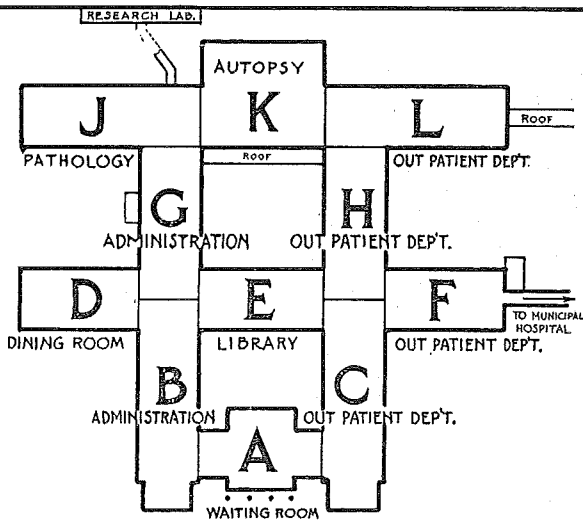 RESEARCH LAB.
AUTOPSY
J K L
ROOF
PATHOLOGY ROOF OUT PATIENT DEP'T.
G H
ADMINISTRATION OUT PATIENT DEP'T.
D E F
TO MUNICIPAL
HOSPITAL
DINING ROOM LIBRARY OUT PATIENT DEP'T.
B C
ADMINISTRATION OUT PATIENT DEP'T.
A
WAITING ROOM